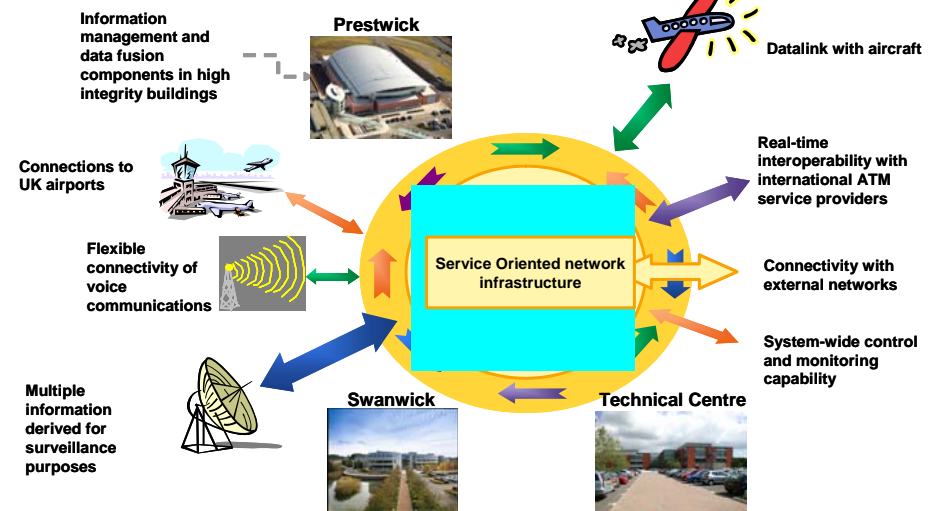 Information
management and
data fusion
components in high
integrity buildings
Prestwick
Datalink with aircraft
Connections to
UK airports
Real-time
interoperability with
international ATM
service providers
Flexible
connectivity of
voice
communications
Service Oriented network
infrastructure
Connectivity with
external networks
System-wide control
and monitoring
capability
Multiple
information
derived for
surveillance
purposes
Swanwick
Technical Centre